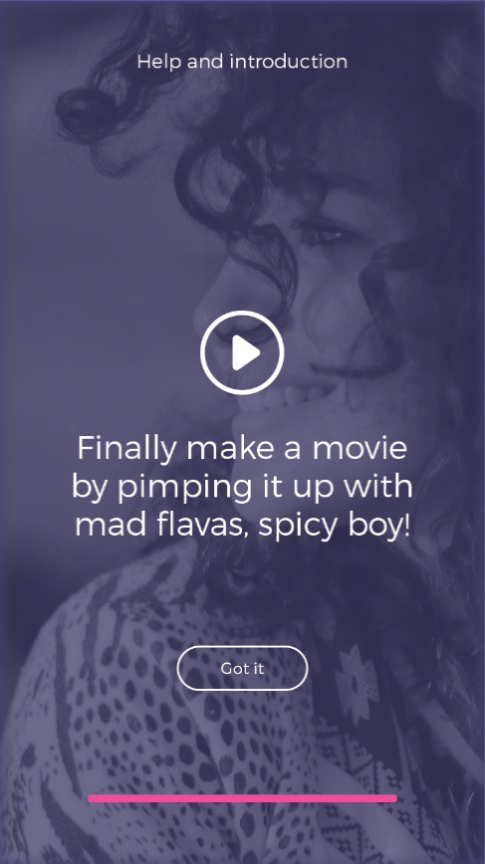 Help and introduction
Finally make a movie
by pimping it up with
mad flavas, spicy boy!
Got it